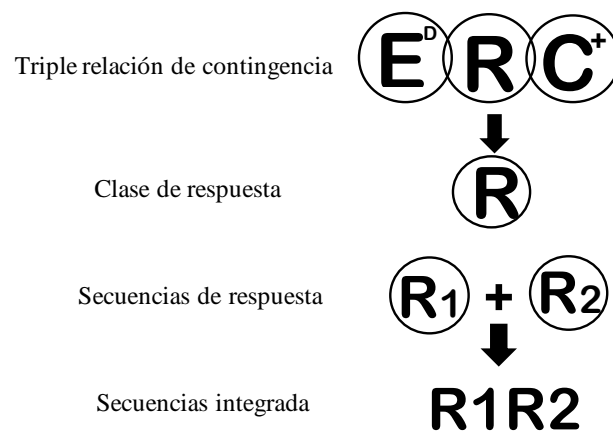 Triple relación de contingencia
E D R C +
Clase de respuesta
R
Secuencias de respuesta
R1 + R2
Secuencias integrada
R1R2